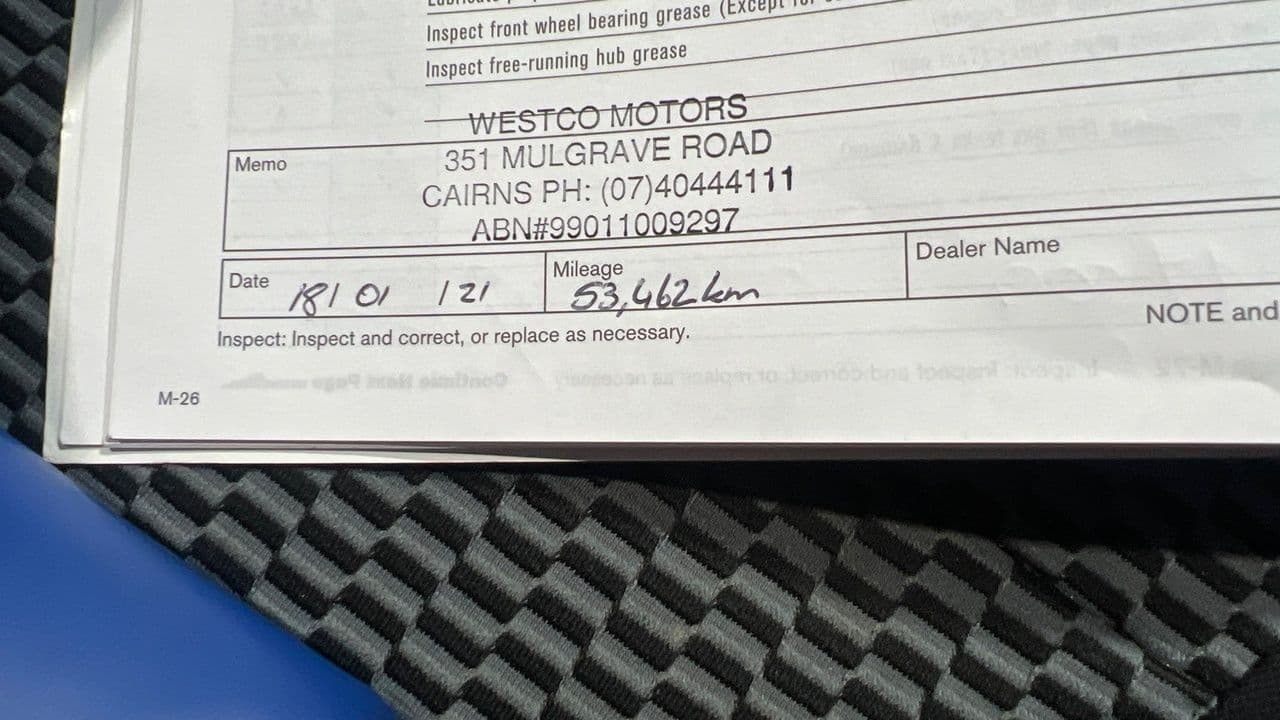 Inspect front wheel bearing grease (Except for
Inspect free-running hub grease
WESTCO MOTORS
351 MULGRAVE ROAD
CAIRNS PH: (07)40444111
ABN#99011009297
Memo
Date 18/ 01 / 21
Mileage
53,462 km
Dealer Name
Inspect: Inspect and correct, or replace as necessary.
NOTE and
M-26